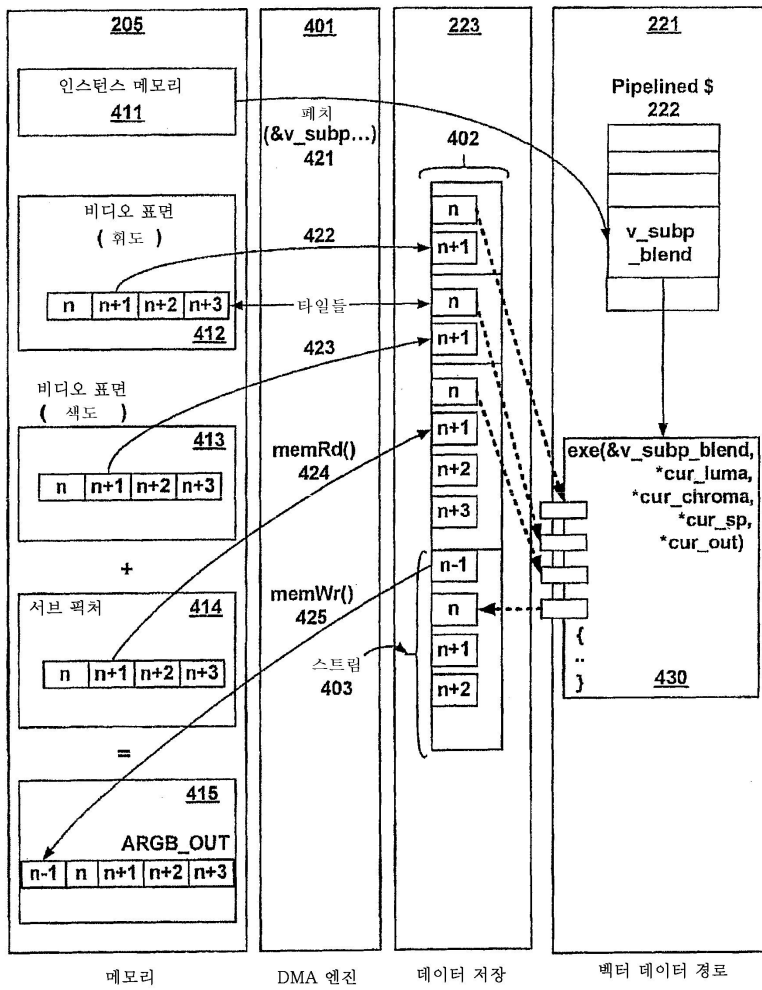 205
인스턴스 메모리
411
비디오 표면
( 휘도 )
n n+1 n+2 n+3
412
비디오 표면
( 색도 )
413
n n+1 n+2 n+3
+
서브 픽처 414
n n+1 n+2 n+3
=
415
ARGB_OUT
n-1 n n+1 n+2 n+3
메모리
401
페치
(&v_subp...)
421
422
타일들
423
memRd()
424
memWr()
425
스트림
403
DMA 엔진
223
402
n
n+1
n
n+1
n
n+1
n+2
n+3
n-1
n
n+1
n+2
데이터 저장
221
Pipelined $
222
v_subp
_blend
exe(&v_subp_blend,
*cur_luma,
*cur_chroma,
*cur_sp,
*cur_out)
{
..
}
430
벡터 데이터 경로